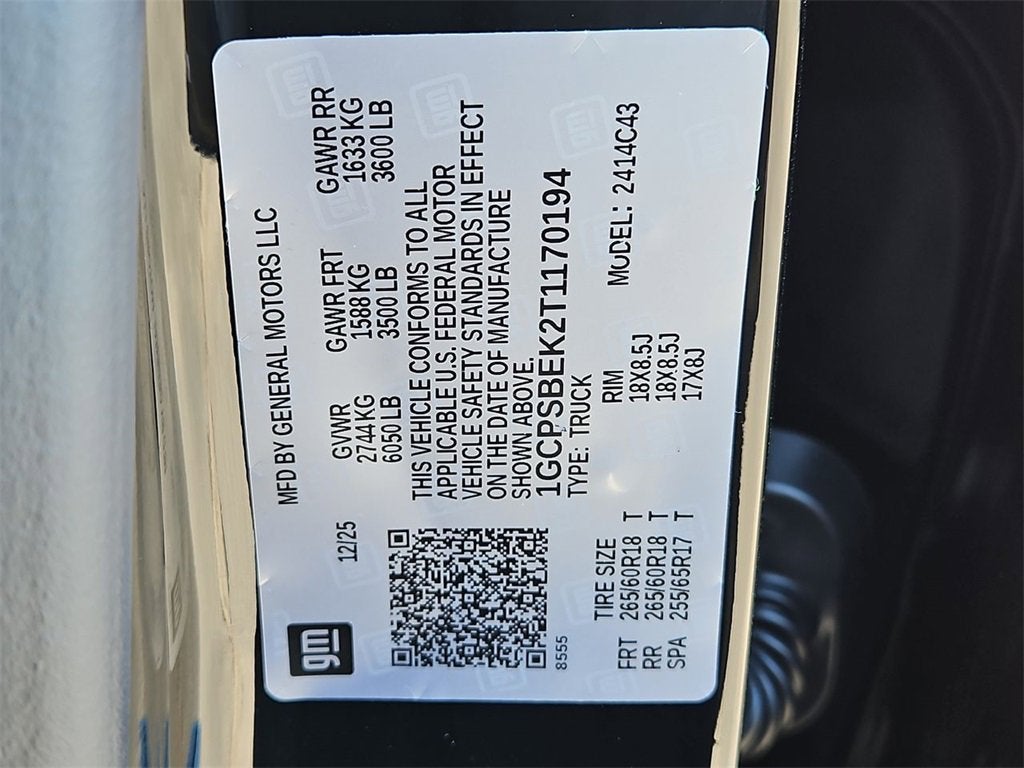 gm
MFD BY GENERAL MOTORS LLC
12/25
GVWR GAWR FRT GAWR RR
2744 KG 1588 KG 1633 KG
6050 LB 3500 LB 3600 LB
THIS VEHICLE CONFORMS TO ALL
APPLICABLE U.S. FEDERAL MOTOR
VEHICLE SAFETY STANDARDS IN EFFECT
ON THE DATE OF MANUFACTURE
SHOWN ABOVE.
1GCPSBEK2T1170194
TYPE: TRUCK
8555
TIRE SIZE RIM MODEL: 2414C43
FRT 265/60R18 T 18X8.5J
RR 265/60R18 T 18X8.5J
SPA 255/65R17 T 17X8J